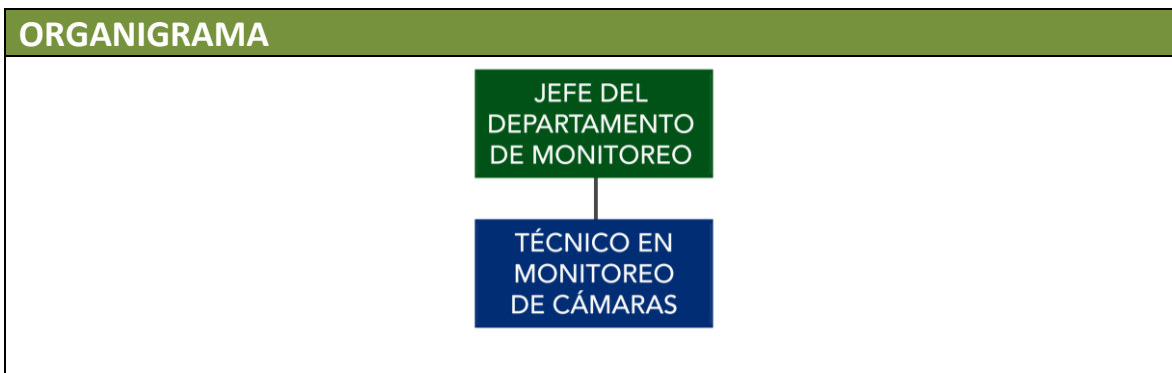 ORGANIGRAMA
JEFE DEL
DEPARTAMENTO
DE MONITOREO
TÉCNICO EN
MONITOREO
DE CÁMARAS